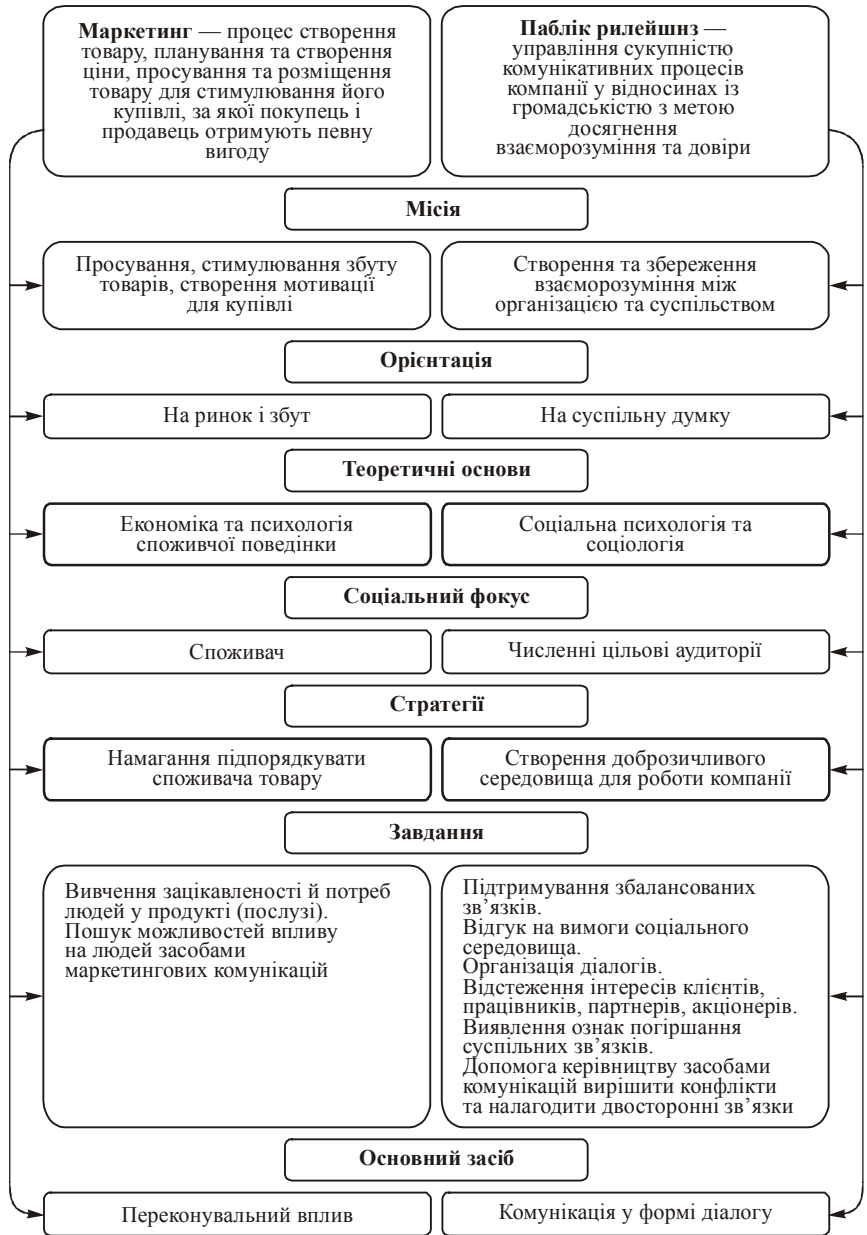 Маркетинг — процес створення
товару, планування та створення
ціни, просування та розміщення
товару для стимулювання його
купівлі, за якої покупець і
продавець отримують певну
вигоду
Паблік рилейшнз —
управління сукупністю
комунікативних процесів
компанії у відносинах із
громадськістю з метою
досягнення
взаєморозуміння та довіри
Місія
Просування, стимулювання збуту
товарів, створення мотивації
для купівлі
Створення та збереження
взаєморозуміння між
організацією та суспільством
Орієнтація
На ринок і збут
На суспільну думку
Теоретичні основи
Економіка та психологія
споживчої поведінки
Соціальна психологія та
соціологія
Соціальний фокус
Споживач
Численні цільові аудиторії
Стратегії
Намагання підпорядкувати
споживача товару
Створення доброзичливого
середовища для роботи компанії
Завдання
Вивчення зацікавленості й потреб
людей у продукті (послузі).
Пошук можливостей впливу
на людей засобами
маркетингових комунікацій
Підтримування збалансованих
зв’язків.
Відгук на вимоги соціального
середовища.
Організація діалогів.
Відстеження інтересів клієнтів,
працівників, партнерів, акціонерів.
Виявлення ознак погіршання
суспільних зв’язків.
Допомога керівництву засобами
комунікацій вирішити конфлікти
та налагодити двосторонні зв’язки
Основний засіб
Переконувальний вплив
Комунікація у формі діалогу